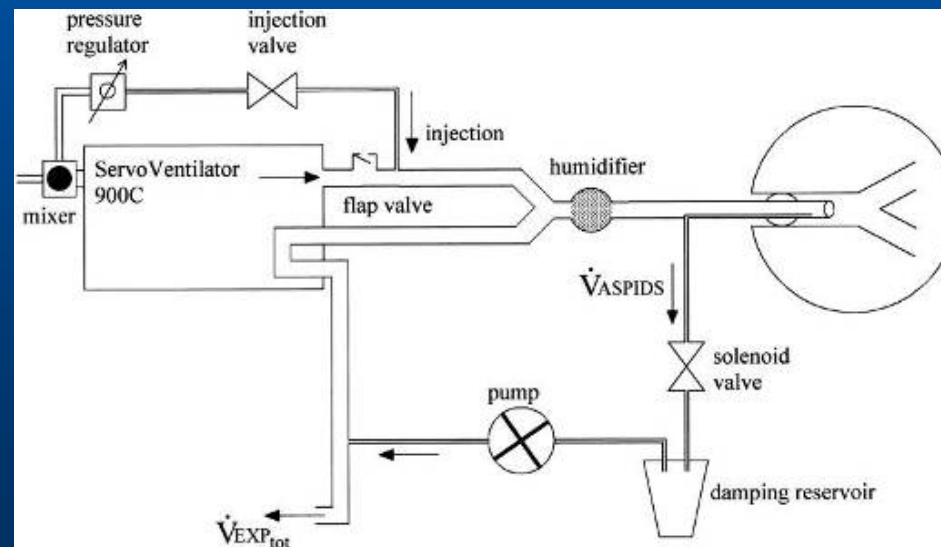 pressure
regulator
injection
valve
injection
ServoVentilator
900C
mixer
flap valve
humidifier
V̇ASPIDS
solenoid
valve
pump
damping reservoir
V̇EXPtot